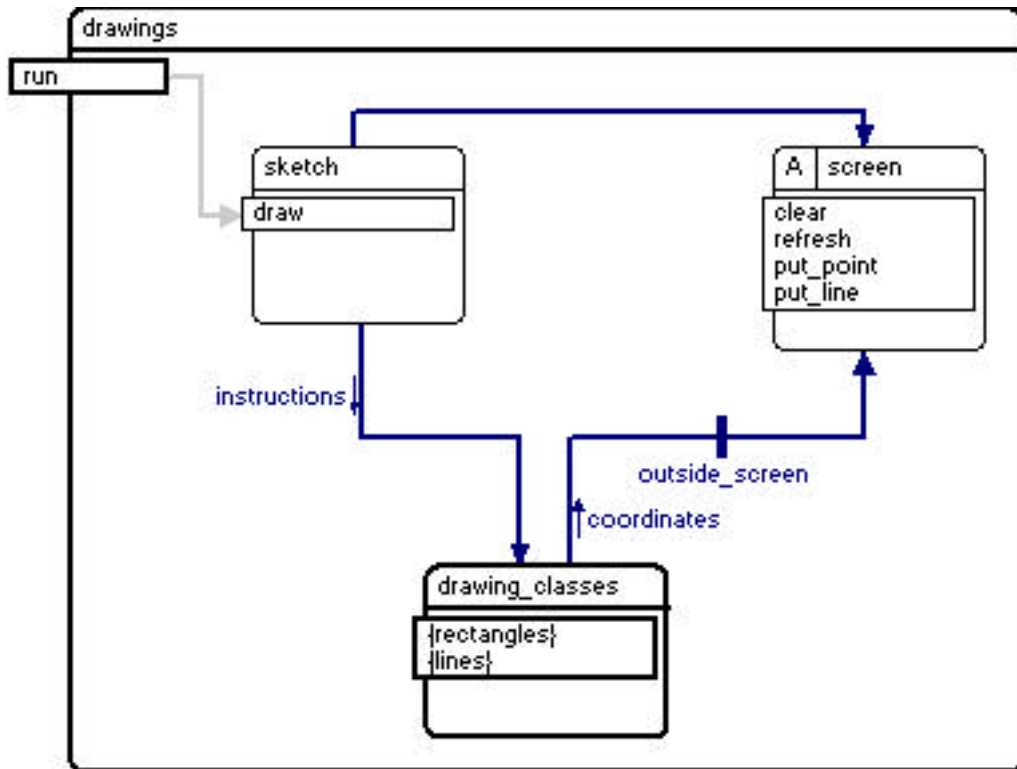 drawings
run
sketch
draw
A screen
clear
refresh
put_point
put_line
instructions
outside_screen
coordinates
drawing_classes
{rectangles}
{lines}